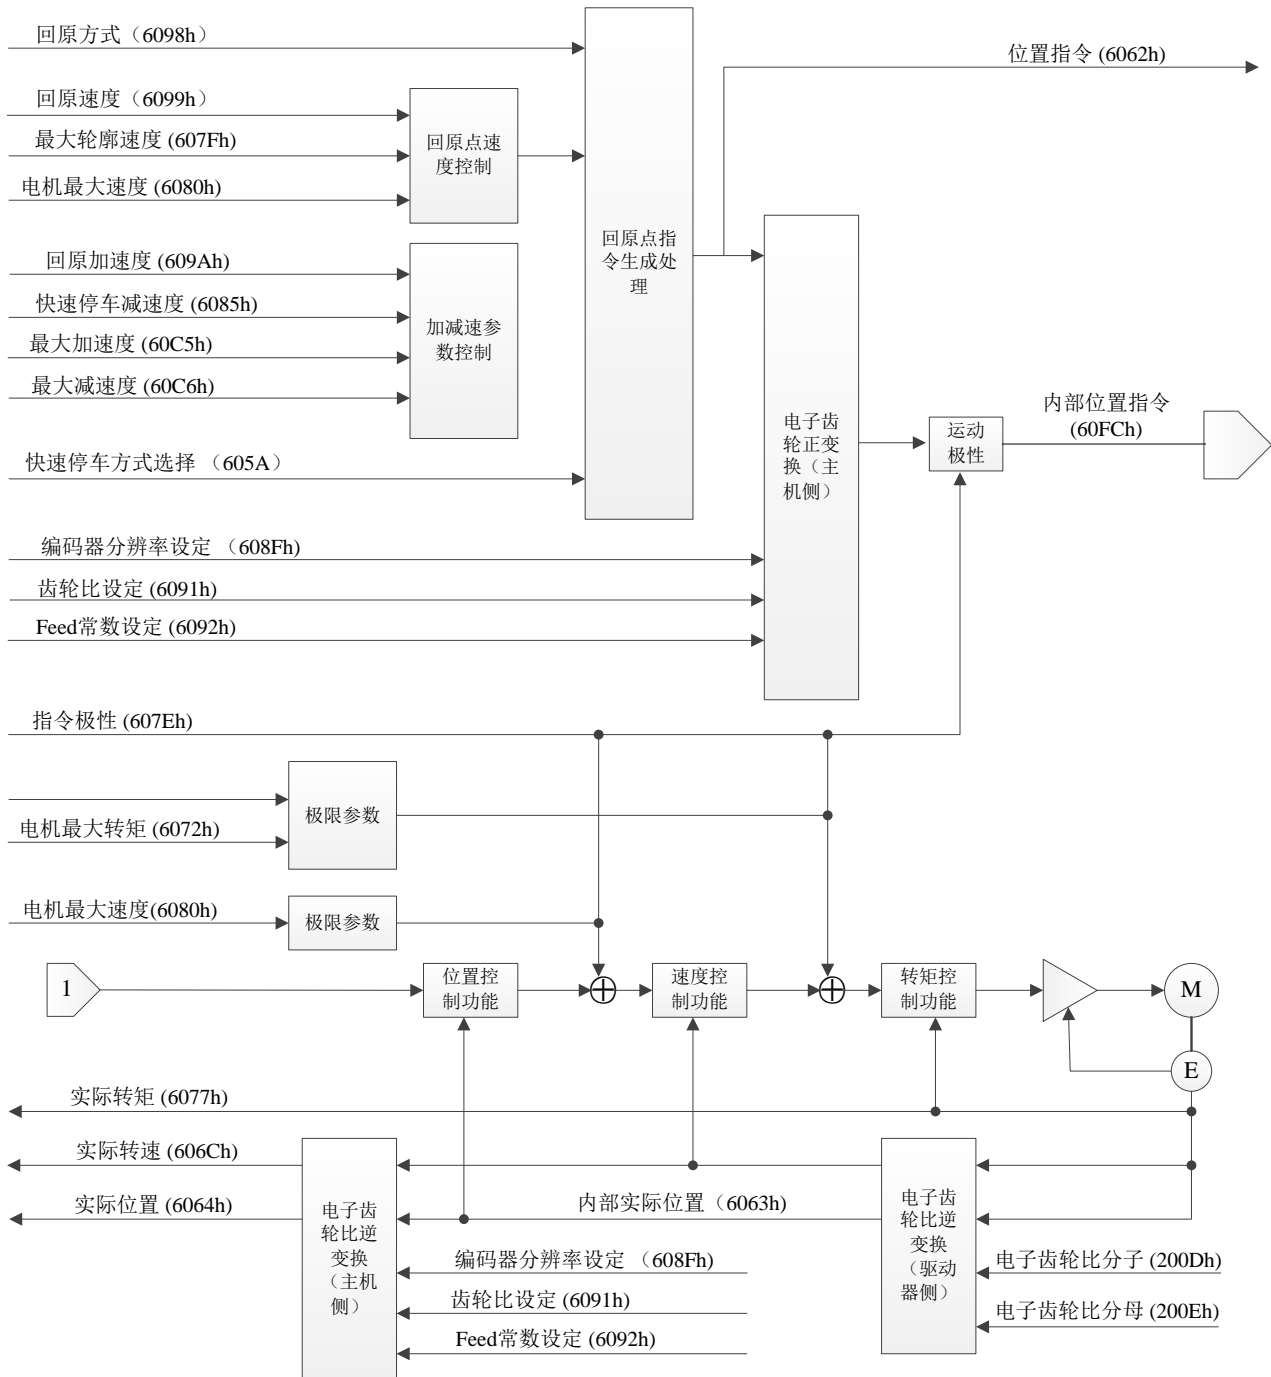 回原方式（6098h）
位置指令 (6062h)
回原速度（6099h）
最大轮廓速度 (607Fh)
电机最大速度 (6080h)
回原点速
度控制
回原加速度 (609Ah)
快速停车减速度 (6085h)
最大加速度 (60C5h)
最大减速度 (60C6h)
加减速参
数控制
回原点指
令生成处
理
快速停车方式选择 （605A）
电子齿
轮正变
换（主
机侧）
运动
极性
内部位置指令
(60FCh)
编码器分辨率设定 （608Fh)
齿轮比设定 (6091h)
Feed常数设定 (6092h)
指令极性 (607Eh)
极限参数
电机最大转矩 (6072h)
电机最大速度(6080h)
极限参数
1
位置控
制功能
速度控
制功能
转矩控
制功能
M
E
实际转矩 (6077h)
实际转速 (606Ch)
实际位置 (6064h)
电子齿
轮比逆
变换
（主机
侧）
内部实际位置（6063h）
编码器分辨率设定 （608Fh)
齿轮比设定 (6091h)
Feed常数设定 (6092h)
电子齿
轮比逆
变换
（驱动
器侧）
电子齿轮比分子 (200Dh)
电子齿轮比分母 (200Eh)